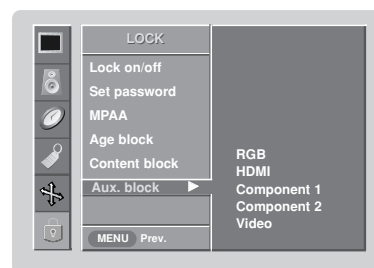 LOCK
Lock on/off
Set password
MPAA
Age block
Content block
Aux. block ▶
RGB
HDMI
Component 1
Component 2
Video
MENU Prev.